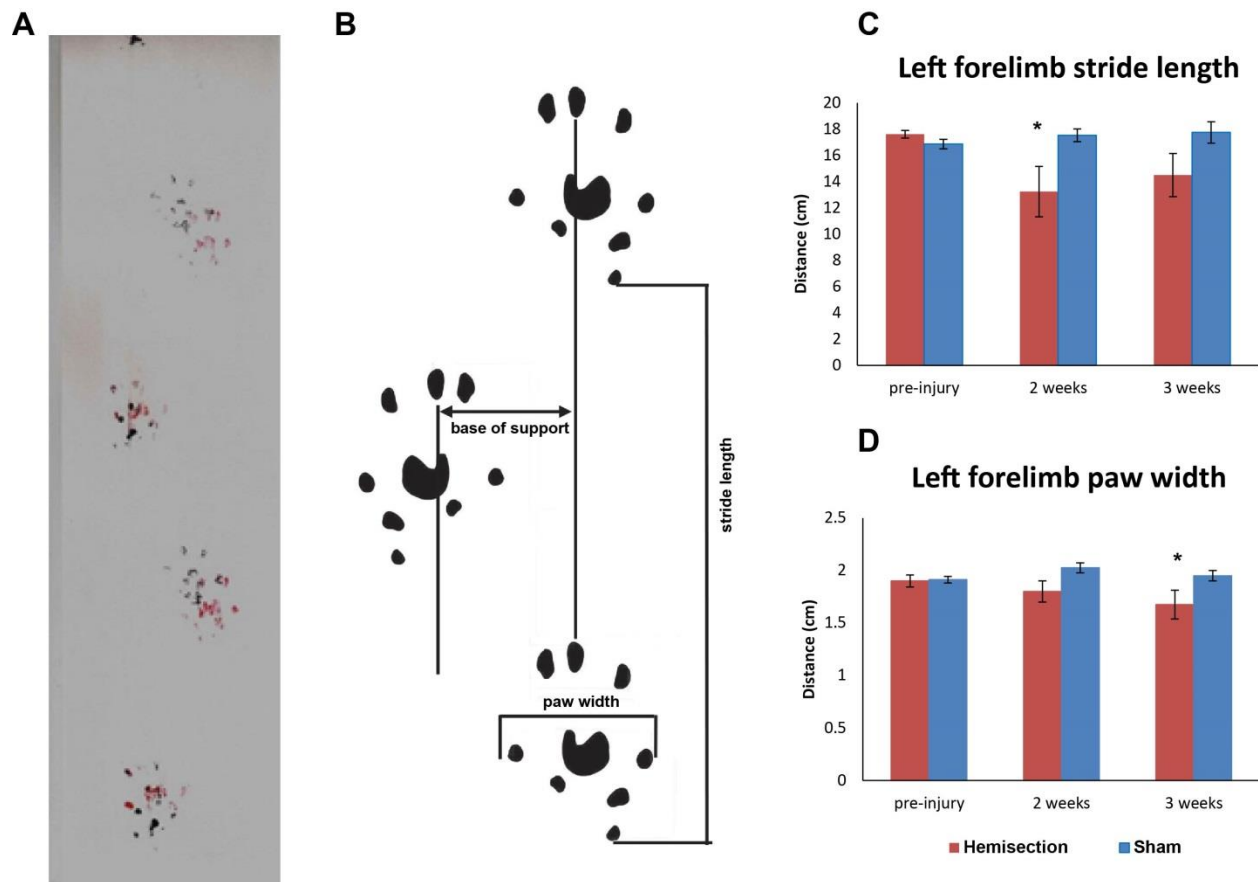 A
B
base of support
stride length
paw width
C
Left forelimb stride length
Distance (cm)
20
18
16
14
12
10
8
6
4
2
0
*
pre-injury
2 weeks
3 weeks
D
Left forelimb paw width
Distance (cm)
2.5
2
1.5
1
0.5
0
*
pre-injury
2 weeks
3 weeks
Hemisection
Sham